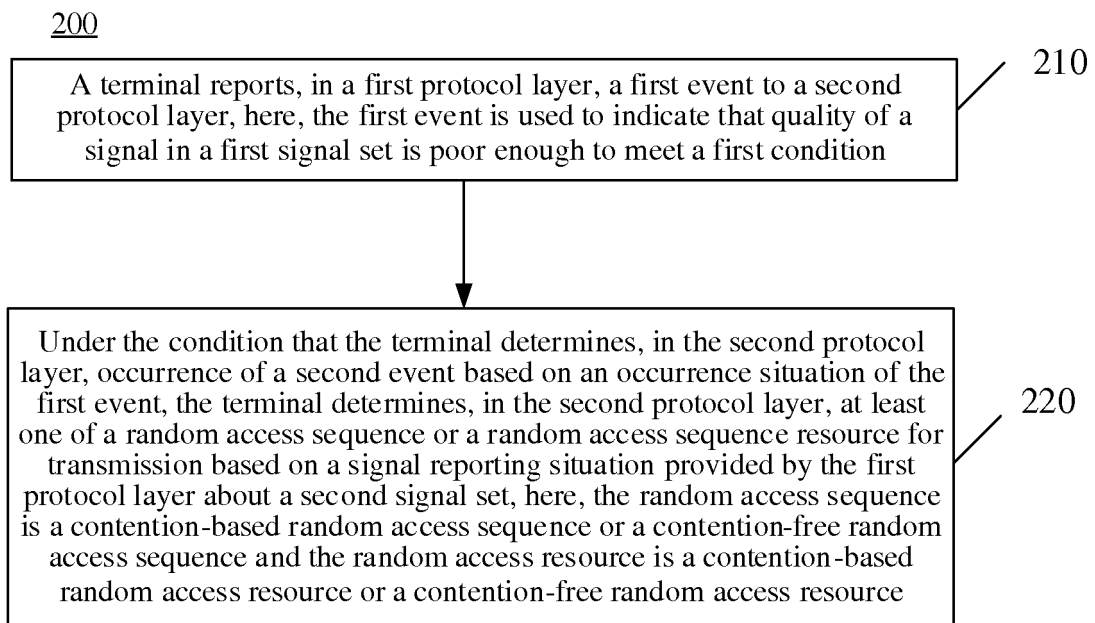 200
A terminal reports, in a first protocol layer, a first event to a second
protocol layer, here, the first event is used to indicate that quality of a
signal in a first signal set is poor enough to meet a first condition
210
Under the condition that the terminal determines, in the second protocol
layer, occurrence of a second event based on an occurrence situation of the
first event, the terminal determines, in the second protocol layer, at least
one of a random access sequence or a random access sequence resource for
transmission based on a signal reporting situation provided by the first
protocol layer about a second signal set, here, the random access sequence
is a contention-based random access sequence or a contention-free random
access sequence and the random access resource is a contention-based
random access resource or a contention-free random access resource
220